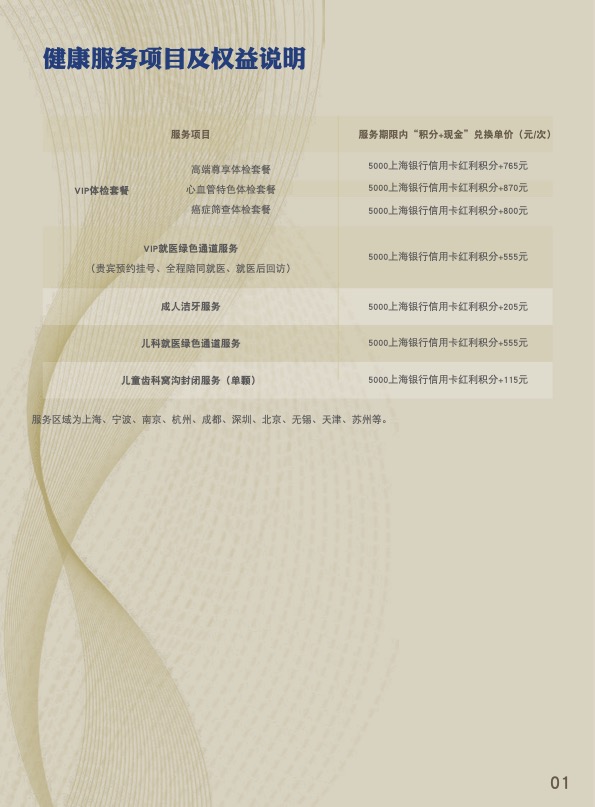 健康服务项目及权益说明
服务项目 服务期限内“积分+现金”兑换单价（元/次）
VIP体检套餐
高端尊享体检套餐 5000上海银行信用卡红利积分+765元
心血管特色体检套餐 5000上海银行信用卡红利积分+870元
癌症筛查体检套餐 5000上海银行信用卡红利积分+800元
VIP就医绿色通道服务
（贵宾预约挂号、全程陪同就医、就医后回访） 5000上海银行信用卡红利积分+555元
成人洁牙服务 5000上海银行信用卡红利积分+205元
儿科就医绿色通道服务 5000上海银行信用卡红利积分+555元
儿童齿科窝沟封闭服务（单颗） 5000上海银行信用卡红利积分+115元
服务区域为上海、宁波、南京、杭州、成都、深圳、北京、无锡、天津、苏州等。
01